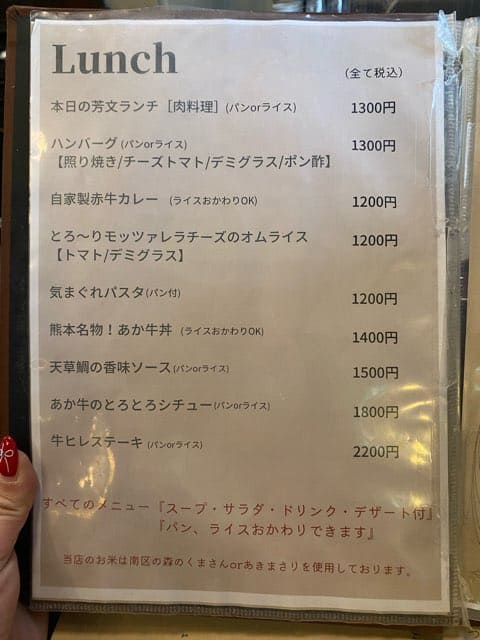 Lunch
(全て税込)
本日の芳文ランチ［肉料理］(パンorライス) 1300円
ハンバーグ(パンorライス) 1300円
【照り焼き/チーズトマト/デミグラス/ポン酢】
自家製赤牛カレー (ライスおかわりOK) 1200円
とろ〜りモッツァレラチーズのオムライス 1200円
【トマト/デミグラス】
気まぐれパスタ(パン付) 1200円
熊本名物！あか牛丼 (ライスおかわりOK) 1400円
天草鯛の香味ソース(パンorライス) 1500円
あか牛のとろとろシチュー(パンorライス) 1800円
牛ヒレステーキ (パンorライス) 2200円
すべてのメニュー『スープ・サラダ・ドリンク・デザート付』
『パン、ライスおかわりできます』
当店のお米は南区の森のくまさんorあきまさりを使用しております。